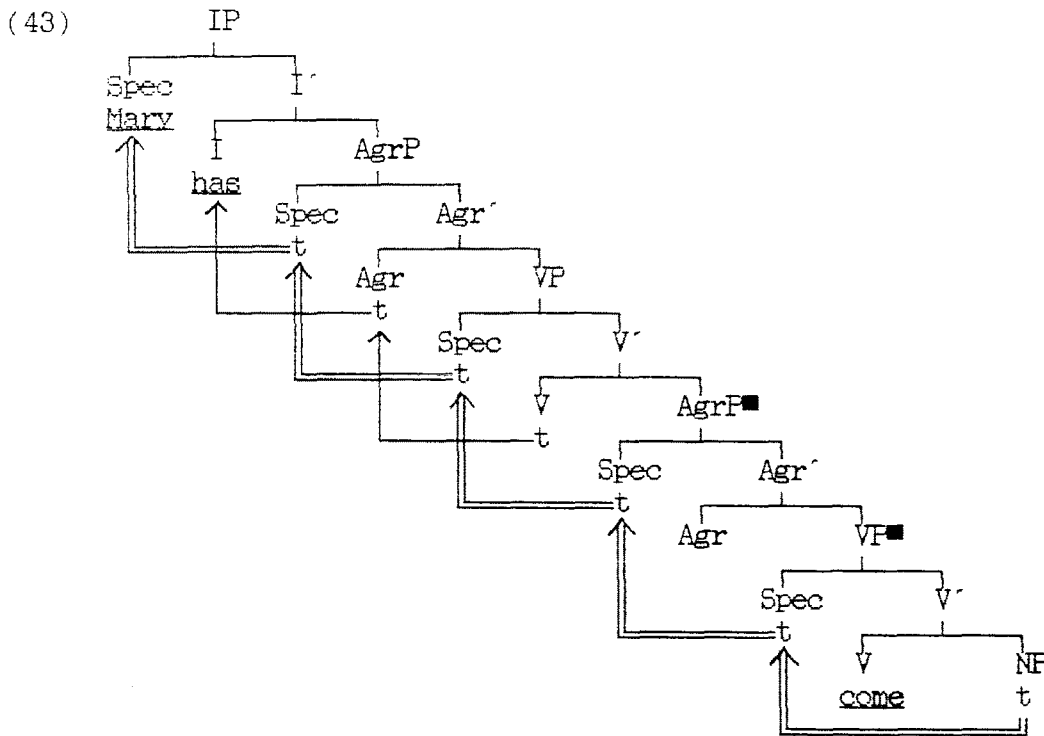 (43) IP
Spec I´
Mary
I AgrP
has
Spec Agr´
t
Agr VP
t
Spec V´
t
V AgrP■
t
Spec Agr´
t
Agr VP■
Spec V´
t
V NP
come t